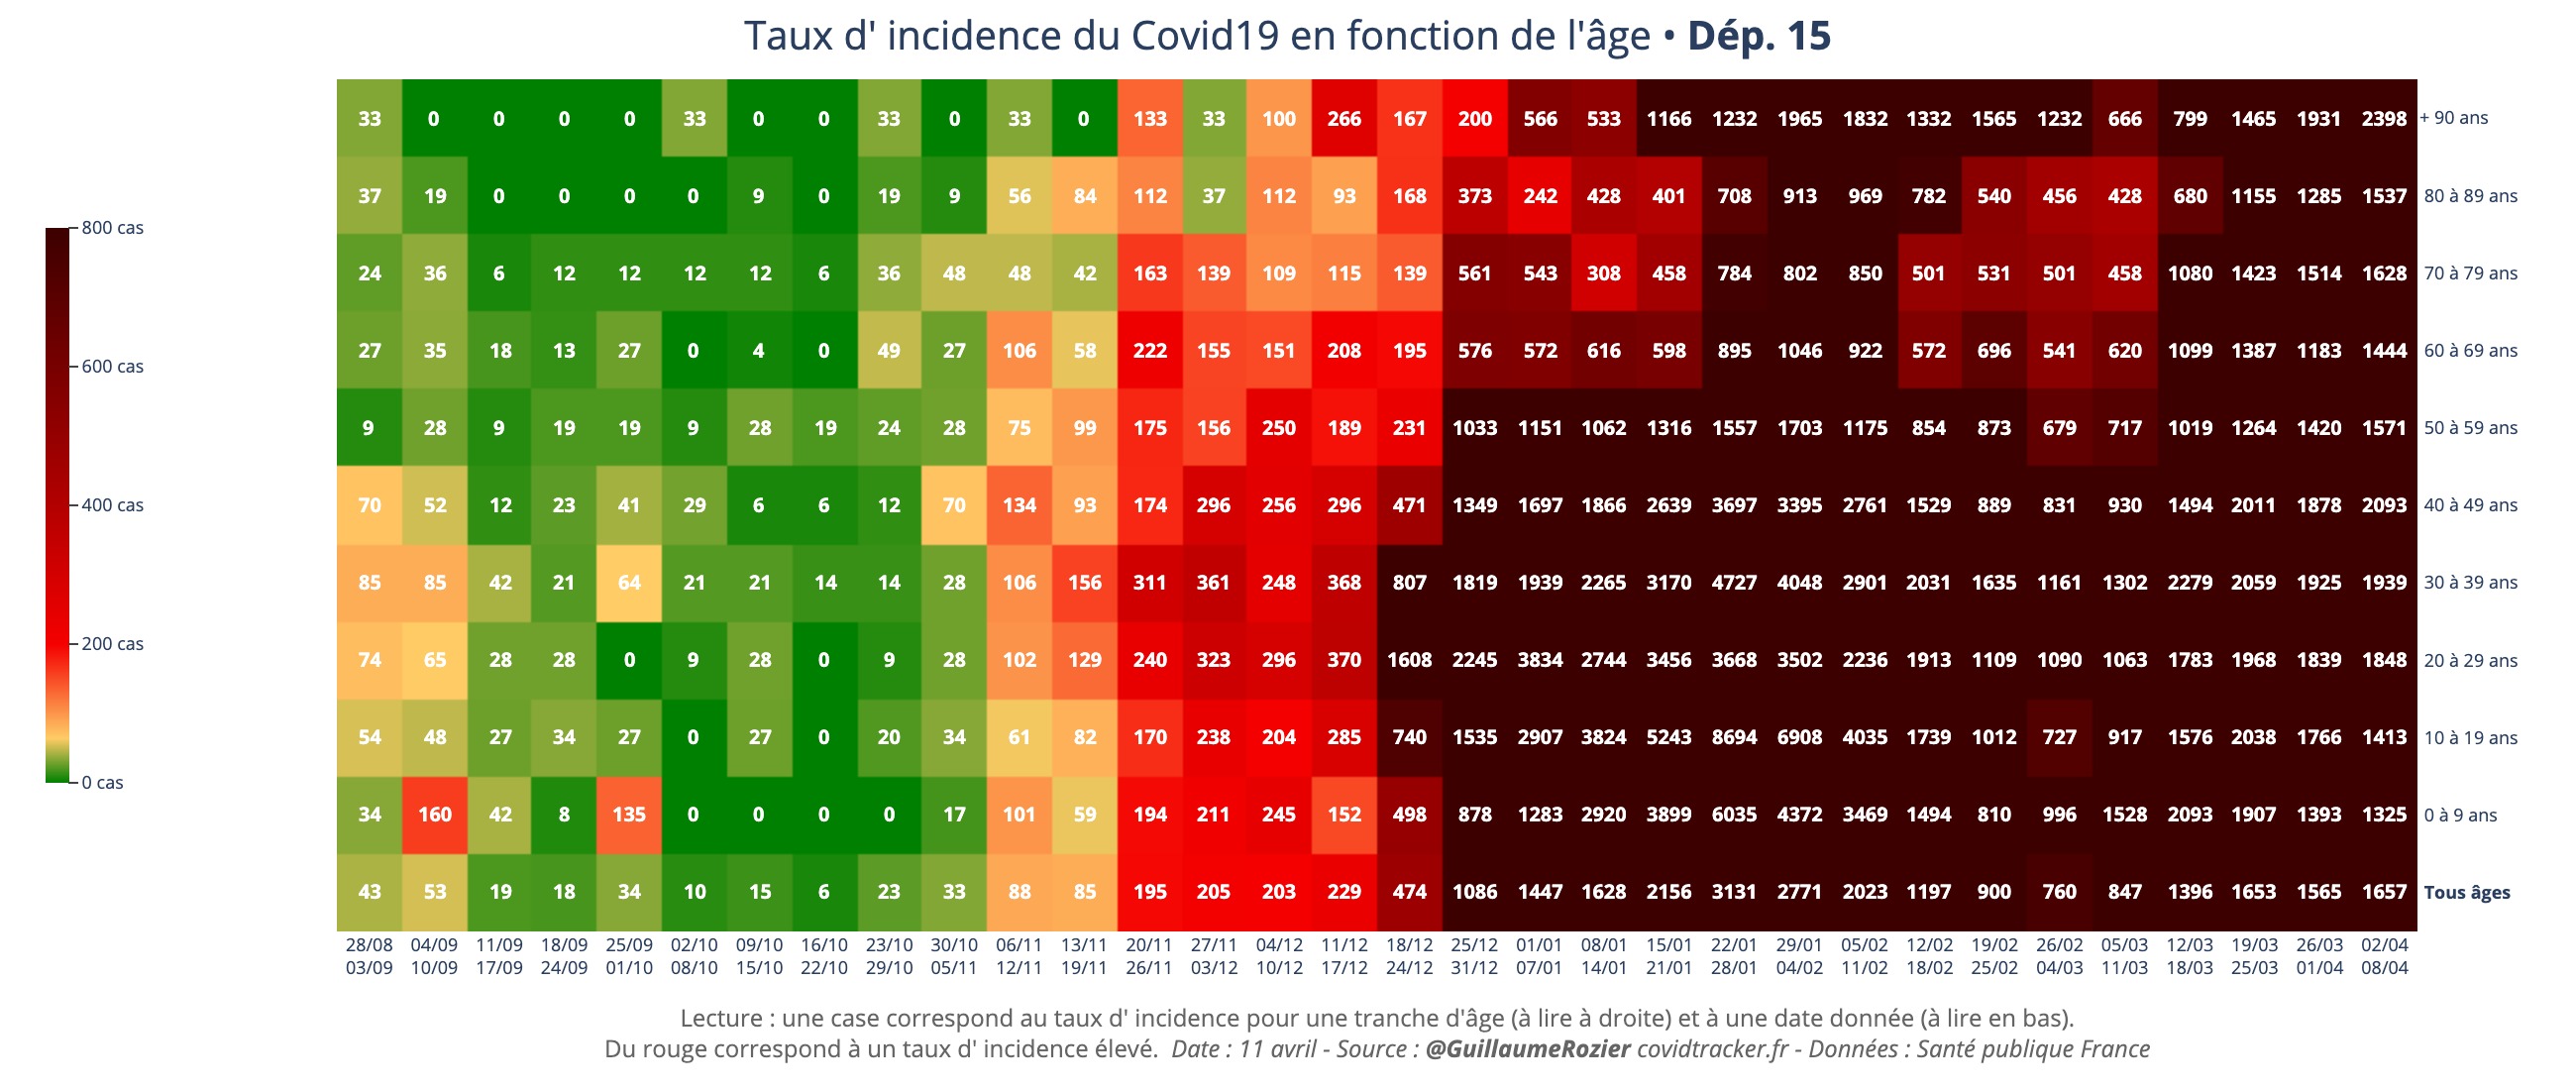 Taux d' incidence du Covid19 en fonction de l'âge • Dép. 15
800 cas
600 cas
400 cas
200 cas
0 cas
33 0 0 0 0 33 0 0 33 0 33 0 133 33 100 266 167 200 566 533 1166 1232 1965 1832 1332 1565 1232 666 799 1465 1931 2398 + 90 ans
37 19 0 0 0 0 9 0 19 9 56 84 112 37 112 93 168 373 242 428 401 708 913 969 782 540 456 428 680 1155 1285 1537 80 à 89 ans
24 36 6 12 12 12 12 6 36 48 48 42 163 139 109 115 139 561 543 308 458 784 802 850 501 531 501 458 1080 1423 1514 1628 70 à 79 ans
27 35 18 13 27 0 4 0 49 27 106 58 222 155 151 208 195 576 572 616 598 895 1046 922 572 696 541 620 1099 1387 1183 1444 60 à 69 ans
9 28 9 19 19 9 28 19 24 28 75 99 175 156 250 189 231 1033 1151 1062 1316 1557 1703 1175 854 873 679 717 1019 1264 1420 1571 50 à 59 ans
70 52 12 23 41 29 6 6 12 70 134 93 174 296 256 296 471 1349 1697 1866 2639 3697 3395 2761 1529 889 831 930 1494 2011 1878 2093 40 à 49 ans
85 85 42 21 64 21 21 14 14 28 106 156 311 361 248 368 807 1819 1939 2265 3170 4727 4048 2901 2031 1635 1161 1302 2279 2059 1925 1939 30 à 39 ans
74 65 28 28 0 9 28 0 9 28 102 129 240 323 296 370 1608 2245 3834 2744 3456 3668 3502 2236 1913 1109 1090 1063 1783 1968 1839 1848 20 à 29 ans
54 48 27 34 27 0 27 0 20 34 61 82 170 238 204 285 740 1535 2907 3824 5243 8694 6908 4035 1739 1012 727 917 1576 2038 1766 1413 10 à 19 ans
34 160 42 8 135 0 0 0 0 17 101 59 194 211 245 152 498 878 1283 2920 3899 6035 4372 3469 1494 810 996 1528 2093 1907 1393 1325 0 à 9 ans
43 53 19 18 34 10 15 6 23 33 88 85 195 205 203 229 474 1086 1447 1628 2156 3131 2771 2023 1197 900 760 847 1396 1653 1565 1657 Tous âges
28/08 04/09 11/09 18/09 25/09 02/10 09/10 16/10 23/10 30/10 06/11 13/11 20/11 27/11 04/12 11/12 18/12 25/12 01/01 08/01 15/01 22/01 29/01 05/02 12/02 19/02 26/02 05/03 12/03 19/03 26/03 02/04
03/09 10/09 17/09 24/09 01/10 08/10 15/10 22/10 29/10 05/11 12/11 19/11 26/11 03/12 10/12 17/12 24/12 31/12 07/01 14/01 21/01 28/01 04/02 11/02 18/02 25/02 04/03 11/03 18/03 25/03 01/04 08/04
Lecture : une case correspond au taux d' incidence pour une tranche d'âge (à lire à droite) et à une date donnée (à lire en bas).
Du rouge correspond à un taux d' incidence élevé. Date : 11 avril - Source : @GuillaumeRozier covidtracker.fr - Données : Santé publique France